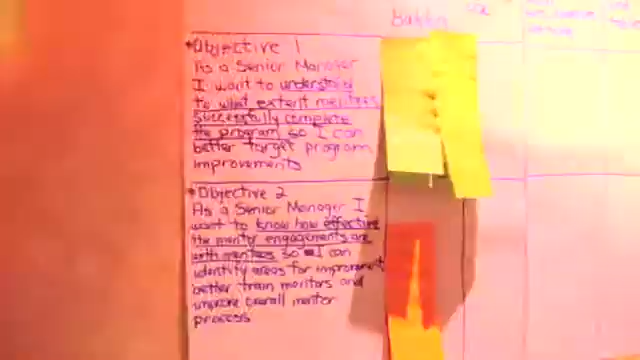 *Objective 1
As a Senior Manager
I want to understand
to what extent mentees
successfully complete
the program so I can
better target program
improvements
*Objective 2
As a Senior Manager I
want to know how effective
the mentor engagements are
with mentees so I can
identify areas for improvement
better train mentors and
improve overall mentor
process